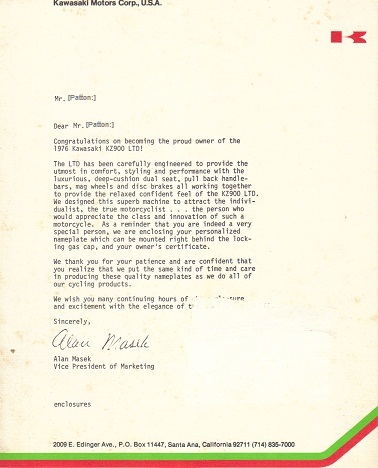 Kawasaki Motors Corp., U.S.A.
Mr. [Patton:]
Dear Mr. [Patton:]
Congratulations on becoming the proud owner of the
1976 Kawasaki KZ900 LTD!
The LTD has been carefully engineered to provide the
utmost in comfort, styling and performance with the
luxurious, deep-cushion dual seat, pull back handle-
bars, mag wheels and disc brakes all working together
to provide the relaxed confident feel of the KZ900 LTD.
We designed this superb machine to attract the indivi-
dualist, the true motorcyclist . . . the person who
would appreciate the class and innovation of such a
motorcycle. As a reminder that you are indeed a very
special person, we are enclosing your personalized
nameplate which can be mounted right behind the lock-
ing gas cap, and your owner's certificate.
We thank you for your patience and are confident that
you realize that we put the same kind of time and care
in producing these quality nameplates as we do all of
our cycling products.
We wish you many continuing hours of
and excitement with the elegance of
Sincerely,
Alan Masek
Alan Masek
Vice President of Marketing
enclosures
2009 E. Edinger Ave., P.O. Box 11447, Santa Ana, California 92711 (714) 835-7000